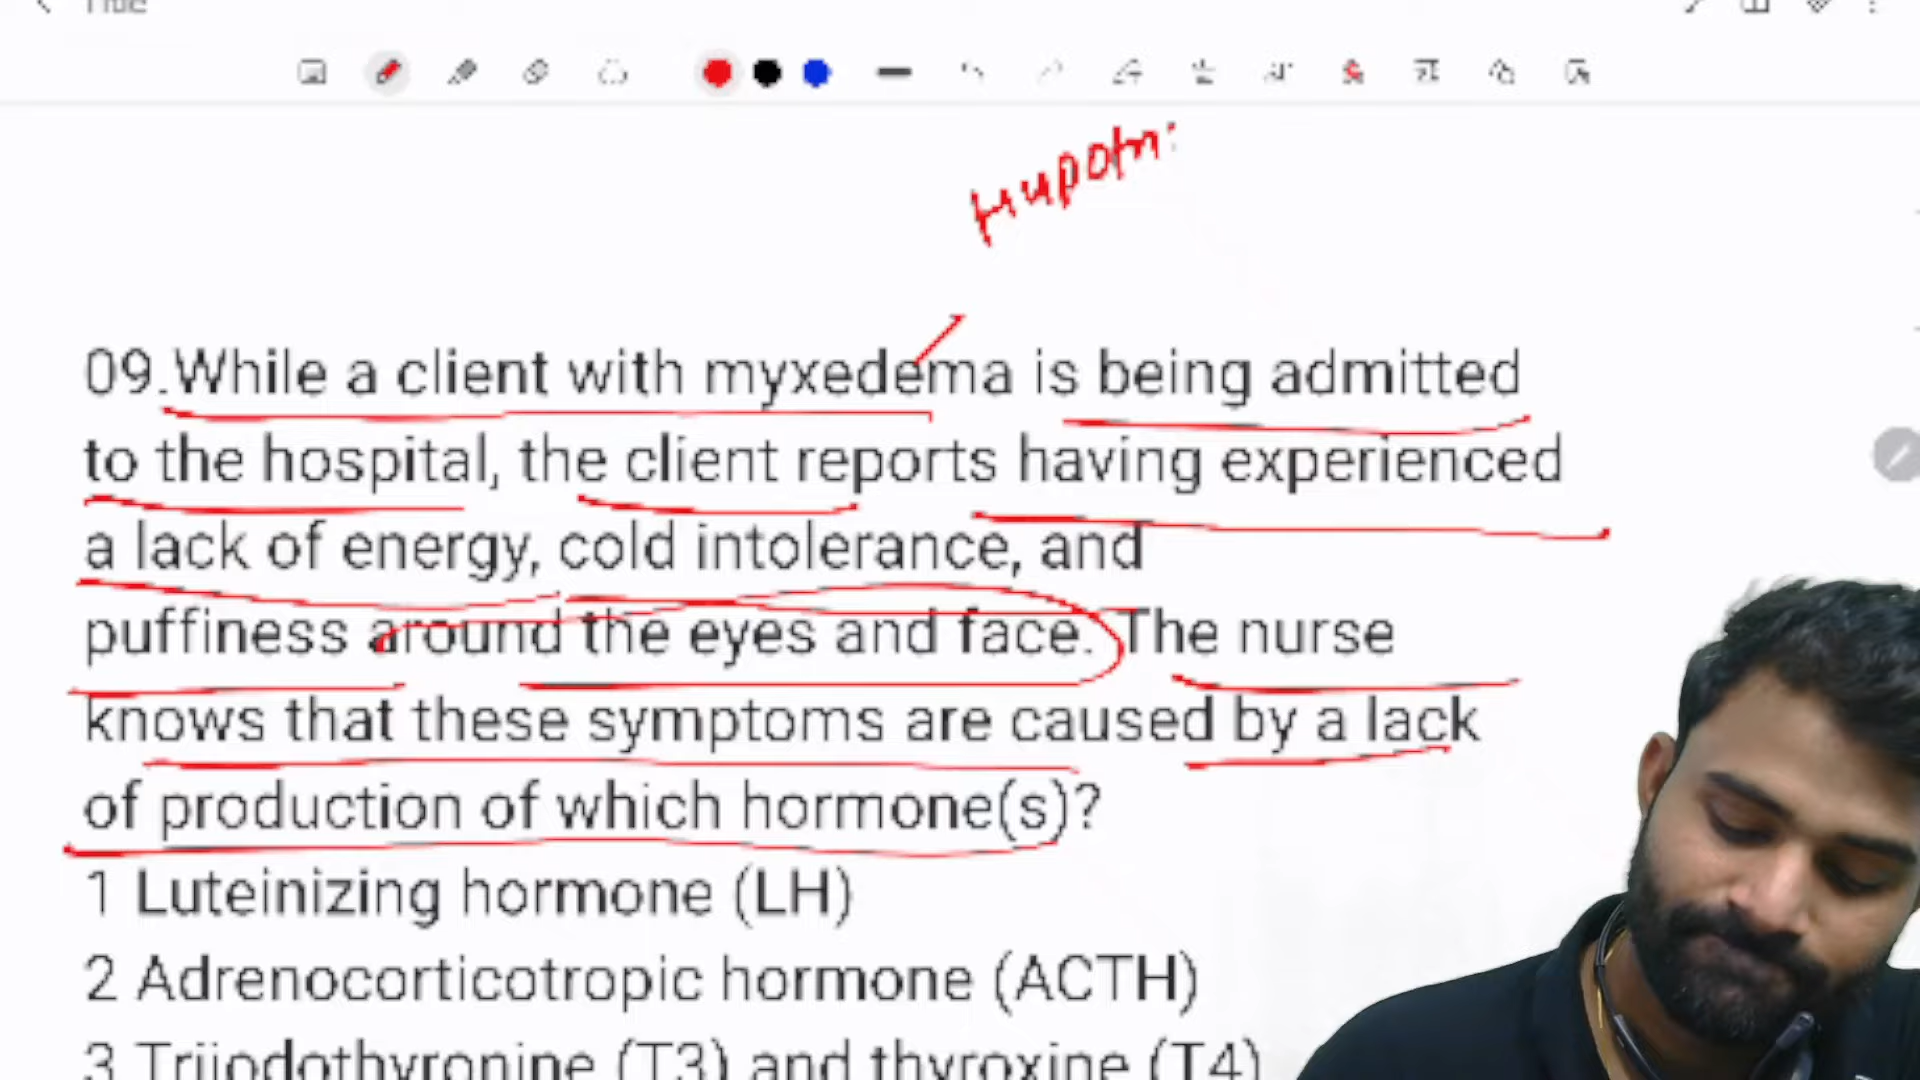 Title
Hypoth
09.While a client with myxedema is being admitted
to the hospital, the client reports having experienced
a lack of energy, cold intolerance, and
puffiness around the eyes and face. The nurse
knows that these symptoms are caused by a lack
of production of which hormone(s)?
1 Luteinizing hormone (LH)
2 Adrenocorticotropic hormone (ACTH)
3 Triiodothyronine (T3) and thyroxine (T4)